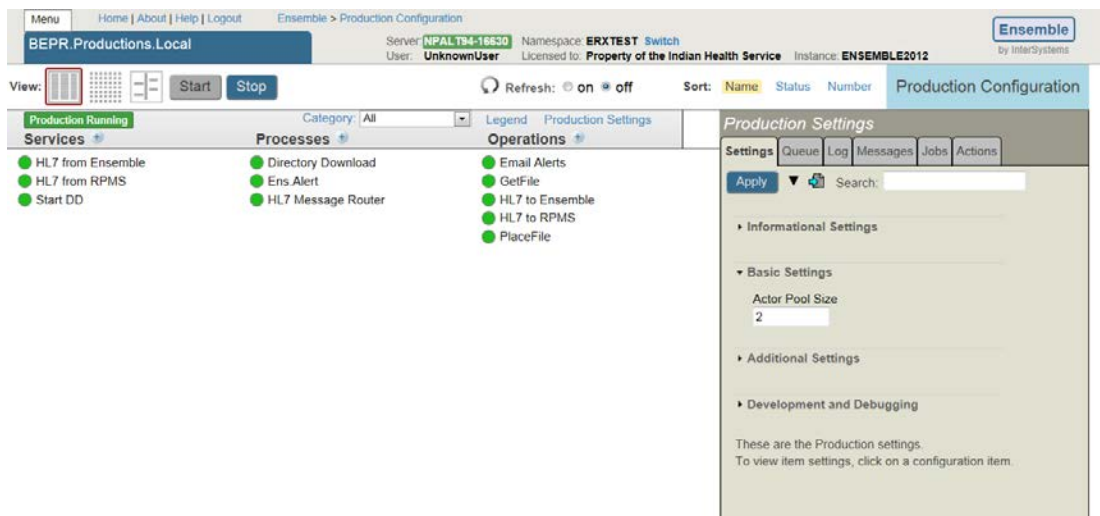 Menu Home | About | Help | Logout Ensemble > Production Configuration
BEPR.Productions.Local
Server: NPALT94-16630 Namespace: ERXTEST Switch
User: UnknownUser Licensed to: Property of the Indian Health Service Instance: ENSEMBLE2012
Ensemble
by InterSystems
View: Start Stop Refresh: on off Sort: Name Status Number Production Configuration
Production Running Category: All Legend Production Settings
Services Processes Operations
HL7 from Ensemble Directory Download Email Alerts
HL7 from RPMS Ens.Alert GetFile
Start DD HL7 Message Router HL7 to Ensemble
HL7 to RPMS
PlaceFile
Production Settings
Settings Queue Log Messages Jobs Actions
Apply Search:
Informational Settings
Basic Settings
Actor Pool Size
2
Additional Settings
Development and Debugging
These are the Production settings.
To view item settings, click on a configuration item.